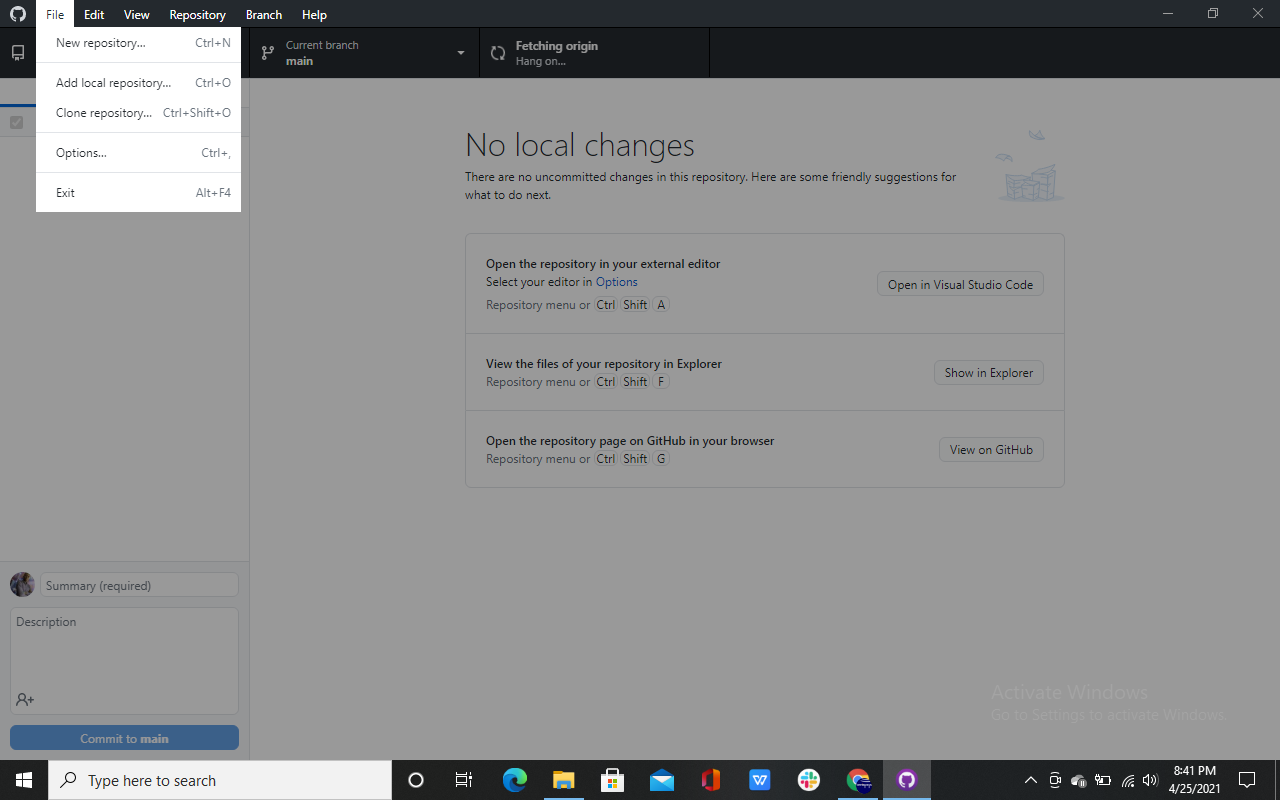 File Edit View Repository Branch Help
New repository... Ctrl+N
Add local repository... Ctrl+O
Clone repository... Ctrl+Shift+O
Options... Ctrl+,
Exit Alt+F4
Current branch
main
Fetching origin
Hang on...
No local changes
There are no uncommitted changes in this repository. Here are some friendly suggestions for
what to do next.
Open the repository in your external editor
Select your editor in Options
Repository menu or Ctrl Shift A
Open in Visual Studio Code
View the files of your repository in Explorer
Repository menu or Ctrl Shift F
Show in Explorer
Open the repository page on GitHub in your browser
Repository menu or Ctrl Shift G
View on GitHub
Summary (required)
Description
Commit to main
Activate Windows
Go to Settings to activate Windows.
Type here to search
8:41 PM
4/25/2021